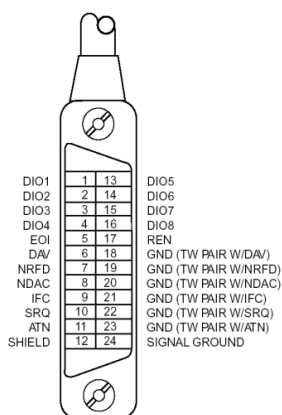 DIO1 1 13 DIO5
DIO2 2 14 DIO6
DIO3 3 15 DIO7
DIO4 4 16 DIO8
EOI 5 17 REN
DAV 6 18 GND (TW PAIR W/DAV)
NRFD 7 19 GND (TW PAIR W/NRFD)
NDAC 8 20 GND (TW PAIR W/NDAC)
IFC 9 21 GND (TW PAIR W/IFC)
SRQ 10 22 GND (TW PAIR W/SRQ)
ATN 11 23 GND (TW PAIR W/ATN)
SHIELD 12 24 SIGNAL GROUND